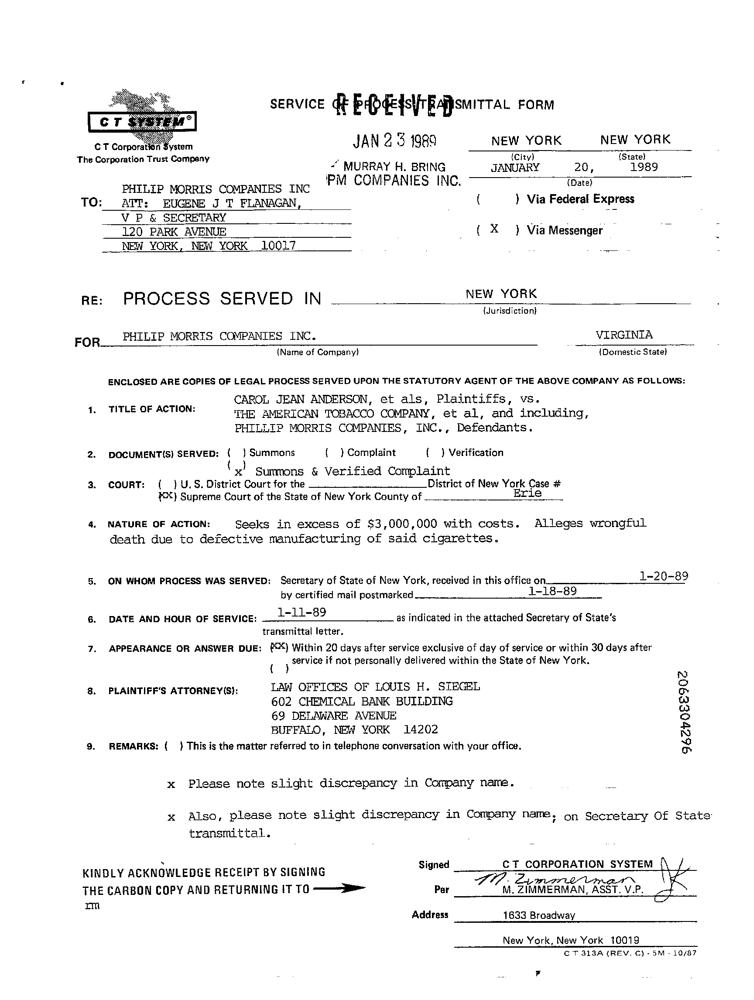 SERVICE OF PROCESS TRANSMITTAL FORM
RECEIVED
C T SYSTEM®
C T Corporation System
The Corporation Trust Company
JAN 23 1989
MURRAY H. BRING
PM COMPANIES INC.
NEW YORK NEW YORK
(City) (State)
JANUARY 20, 1989
(Date)
TO: PHILIP MORRIS COMPANIES INC
ATT: EUGENE J T FLANAGAN,
V P & SECRETARY
120 PARK AVENUE
NEW YORK, NEW YORK 10017
( ) Via Federal Express
( X ) Via Messenger
RE: PROCESS SERVED IN NEW YORK
(Jurisdiction)
FOR PHILIP MORRIS COMPANIES INC. VIRGINIA
(Name of Company) (Domestic State)
ENCLOSED ARE COPIES OF LEGAL PROCESS SERVED UPON THE STATUTORY AGENT OF THE ABOVE COMPANY AS FOLLOWS:
1. TITLE OF ACTION: CAROL JEAN ANDERSON, et als, Plaintiffs, vs.
THE AMERICAN TOBACCO COMPANY, et al, and including,
PHILLIP MORRIS COMPANIES, INC., Defendants.
2. DOCUMENT(S) SERVED: ( ) Summons ( ) Complaint ( ) Verification
(x) Summons & Verified Complaint
3. COURT: ( ) U. S. District Court for the District of New York Case #
(XX) Supreme Court of the State of New York County of Erie
4. NATURE OF ACTION: Seeks in excess of $3,000,000 with costs. Alleges wrongful
death due to defective manufacturing of said cigarettes.
5. ON WHOM PROCESS WAS SERVED: Secretary of State of New York, received in this office on 1-20-89
by certified mail postmarked 1-18-89
6. DATE AND HOUR OF SERVICE: 1-11-89 as indicated in the attached Secretary of State's
transmittal letter.
7. APPEARANCE OR ANSWER DUE: (XX) Within 20 days after service exclusive of day of service or within 30 days after
service if not personally delivered within the State of New York.
( )
8. PLAINTIFF'S ATTORNEY(S): LAW OFFICES OF LOUIS H. SIEGEL
602 CHEMICAL BANK BUILDING
69 DELAWARE AVENUE
BUFFALO, NEW YORK 14202
2063304296
9. REMARKS: ( ) This is the matter referred to in telephone conversation with your office.
x Please note slight discrepancy in Company name.
x Also, please note slight discrepancy in Company name; on Secretary Of State
transmittal.
KINDLY ACKNOWLEDGE RECEIPT BY SIGNING
THE CARBON COPY AND RETURNING IT TO
rm
Signed C T CORPORATION SYSTEM
M. Zimmerman
Per M. ZIMMERMAN, ASST. V.P.
Address 1633 Broadway
New York, New York 10019
C T 313A (REV. C) - 5M - 10/87